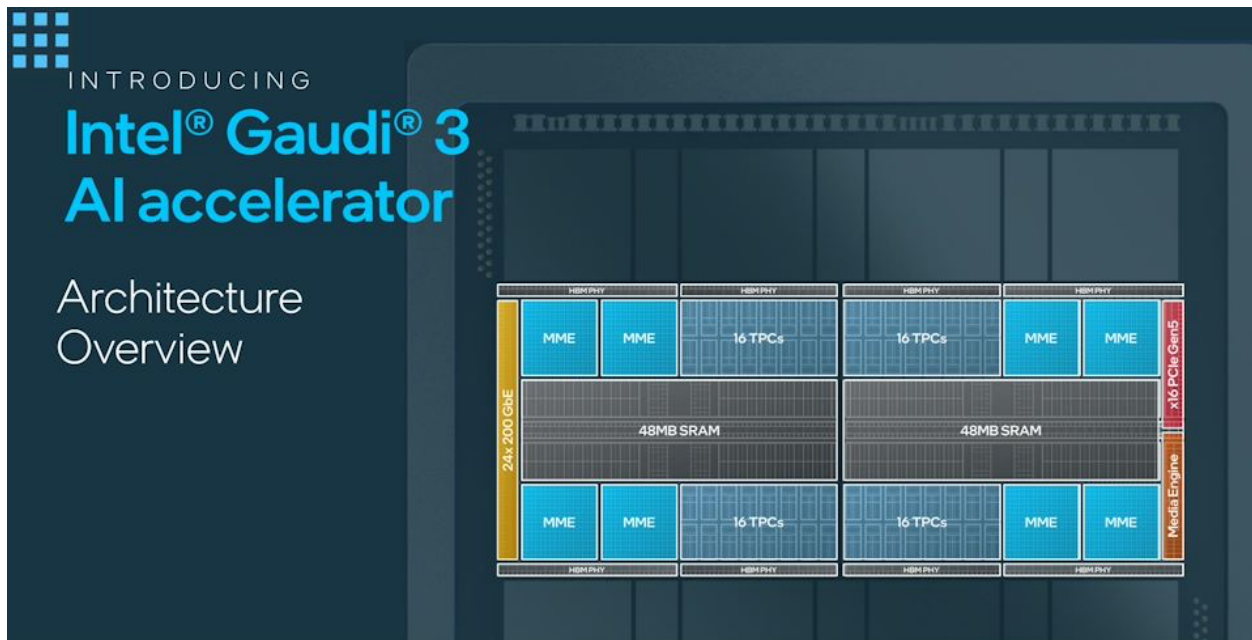 INTRODUCING
Intel® Gaudi® 3
AI accelerator
Architecture
Overview
HBM PHY HBM PHY HBM PHY HBM PHY
MME MME 16 TPCs 16 TPCs MME MME
x16 PCIe Gen5
24x 200 GbE
48MB SRAM 48MB SRAM
Media Engine
MME MME 16 TPCs 16 TPCs MME MME
HBM PHY HBM PHY HBM PHY HBM PHY